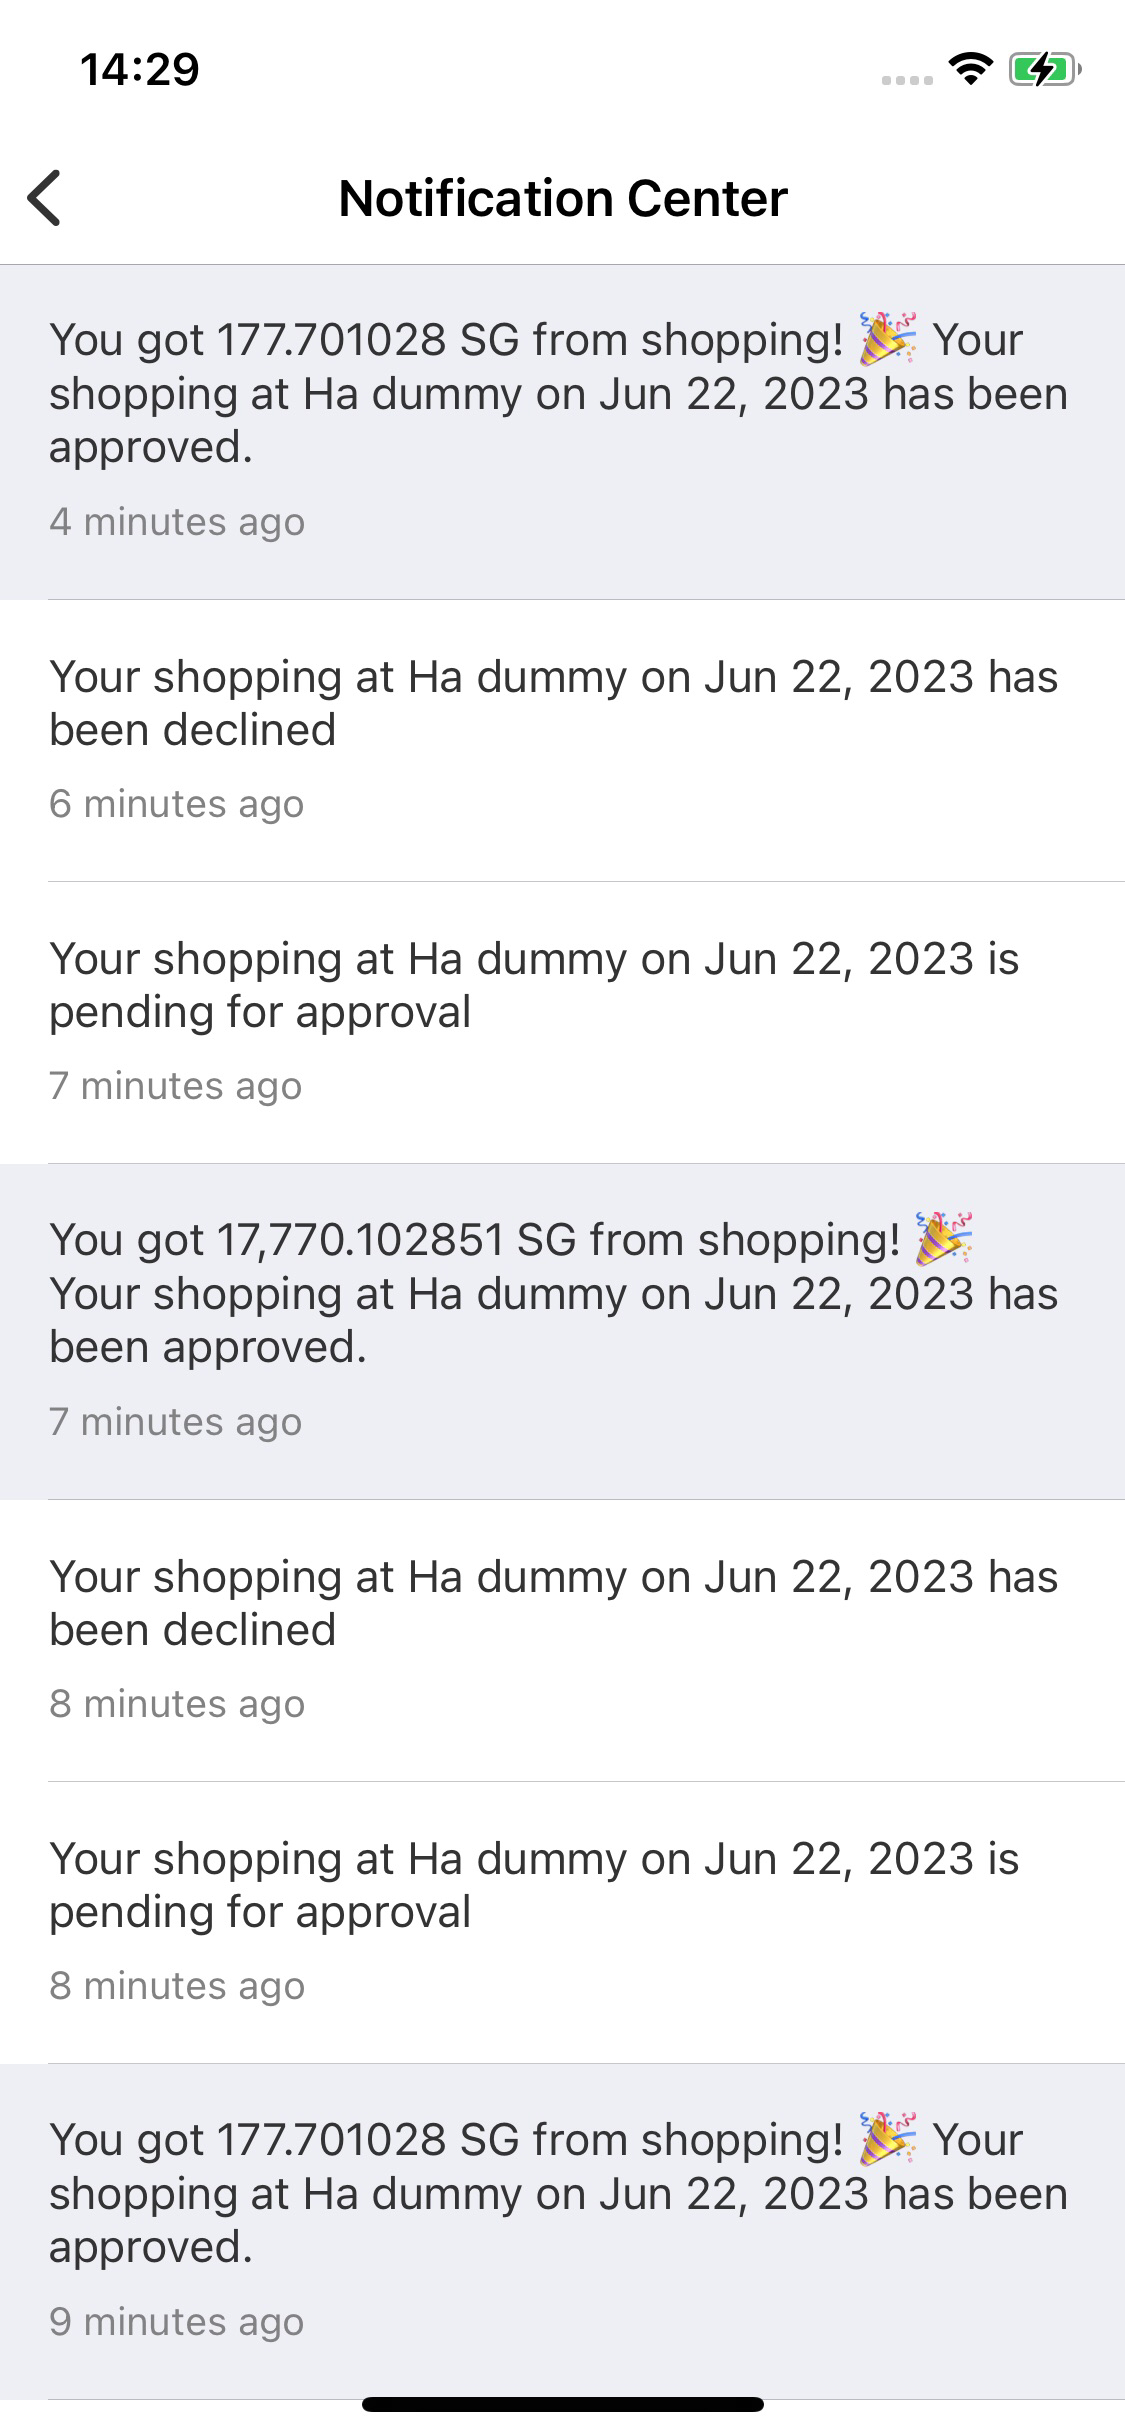 14:29
Notification Center
You got 177.701028 SG from shopping! 🎉 Your
shopping at Ha dummy on Jun 22, 2023 has been
approved.
4 minutes ago
Your shopping at Ha dummy on Jun 22, 2023 has
been declined
6 minutes ago
Your shopping at Ha dummy on Jun 22, 2023 is
pending for approval
7 minutes ago
You got 17,770.102851 SG from shopping! 🎉
Your shopping at Ha dummy on Jun 22, 2023 has
been approved.
7 minutes ago
Your shopping at Ha dummy on Jun 22, 2023 has
been declined
8 minutes ago
Your shopping at Ha dummy on Jun 22, 2023 is
pending for approval
8 minutes ago
You got 177.701028 SG from shopping! 🎉 Your
shopping at Ha dummy on Jun 22, 2023 has been
approved.
9 minutes ago